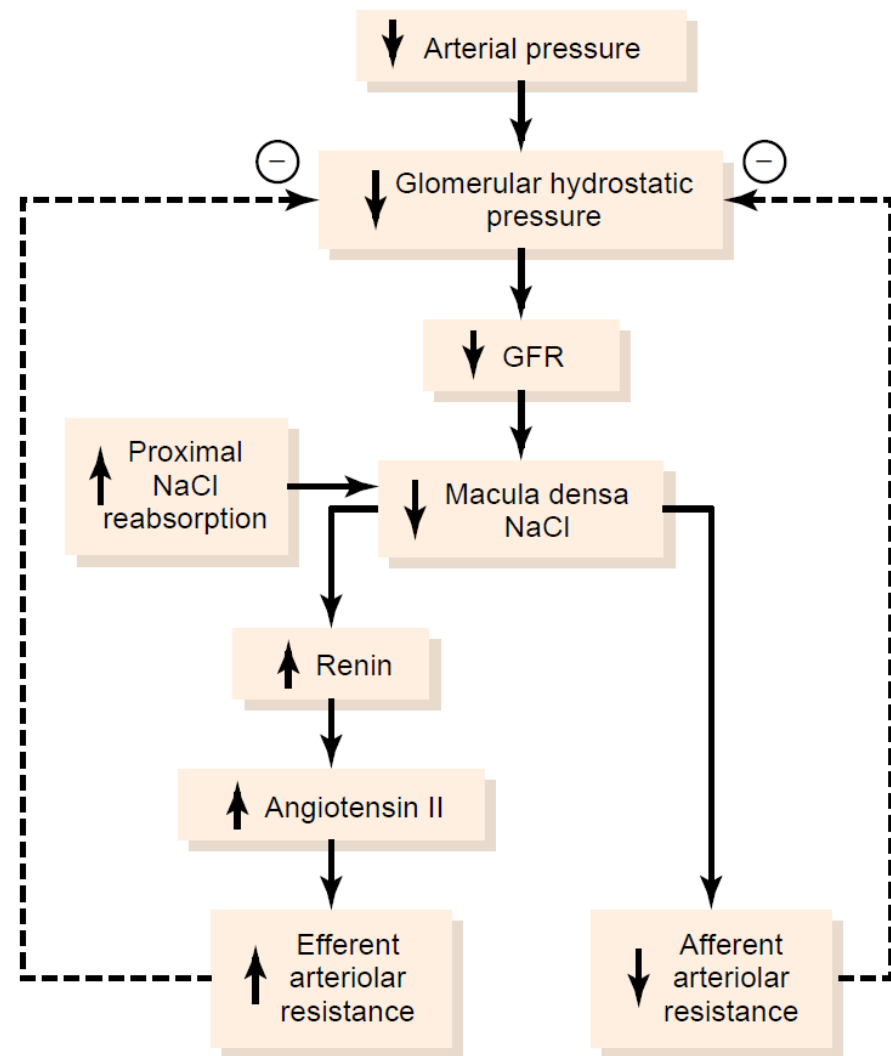 Arterial pressure
−
−
Glomerular hydrostatic
pressure
GFR
Proximal
NaCl
reabsorption
Macula densa
NaCl
Renin
Angiotensin II
Efferent
arteriolar
resistance
Afferent
arteriolar
resistance